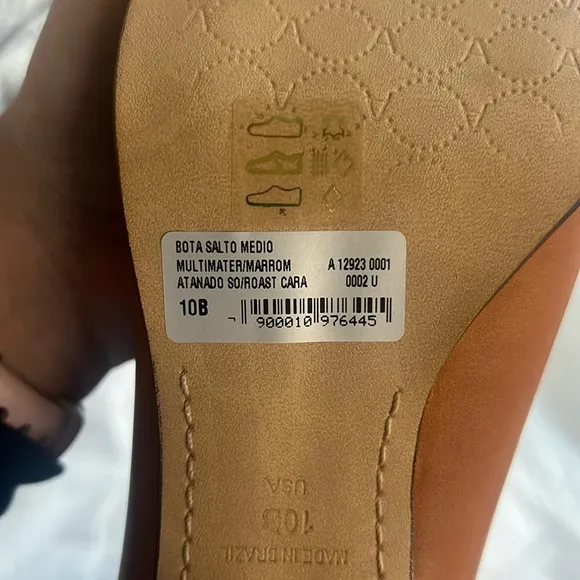 BOTA SALTO MEDIO
MULTIMATER/MARROM A 12923 0001
ATANADO SO/ROAST CARA 0002 U
10B
7 900010 976445
USA
10B
MADE IN BRAZIL